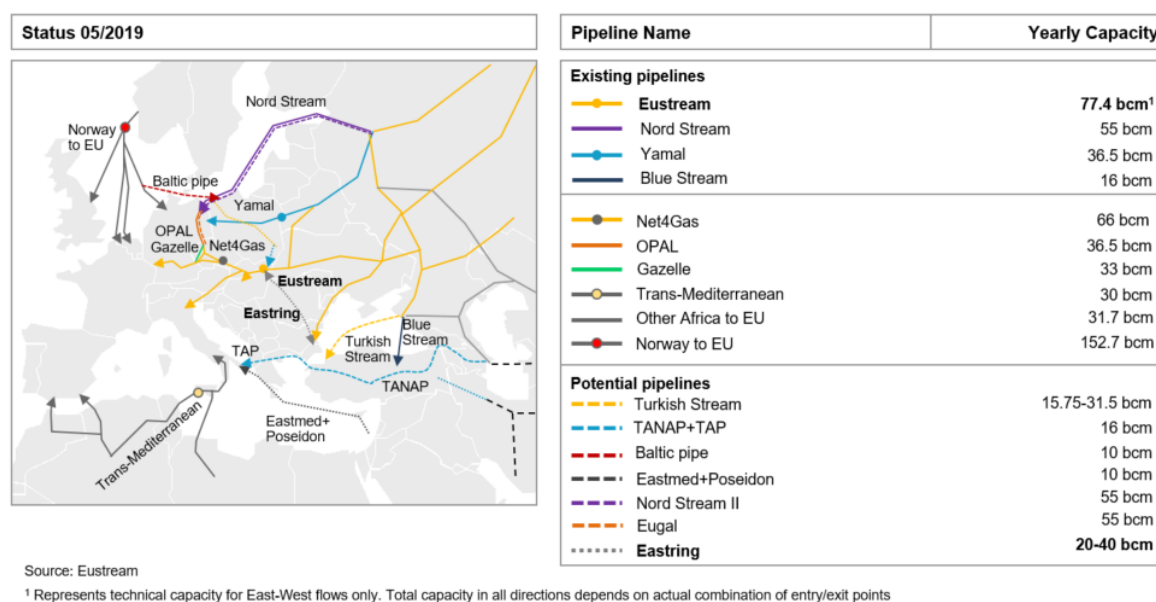 Status 05/2019
Norway
to EU
Nord Stream
Baltic pipe
Yamal
OPAL
Gazelle
Net4Gas
Eustream
Eastring
TAP
Turkish
Stream
Blue
Stream
TANAP
Trans-Mediterranean
Eastmed+
Poseidon
Pipeline Name Yearly Capacity
Existing pipelines
Eustream 77.4 bcm¹
Nord Stream 55 bcm
Yamal 36.5 bcm
Blue Stream 16 bcm
Net4Gas 66 bcm
OPAL 36.5 bcm
Gazelle 33 bcm
Trans-Mediterranean 30 bcm
Other Africa to EU 31.7 bcm
Norway to EU 152.7 bcm
Potential pipelines
Turkish Stream 15.75-31.5 bcm
TANAP+TAP 16 bcm
Baltic pipe 10 bcm
Eastmed+Poseidon 10 bcm
Nord Stream II 55 bcm
Eugal 55 bcm
Eastring 20-40 bcm
Source: Eustream
¹ Represents technical capacity for East-West flows only. Total capacity in all directions depends on actual combination of entry/exit points